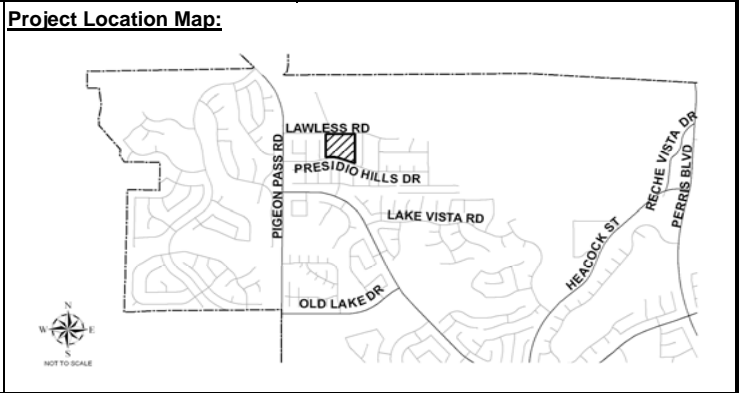 Project Location Map:
LAWLESS RD
PRESIDIO HILLS DR
PIGEON PASS RD
LAKE VISTA RD
OLD LAKE DR
HEACOCK ST
RECHE VISTA DR
PERRIS BLVD
N
W E
S
NOT TO SCALE